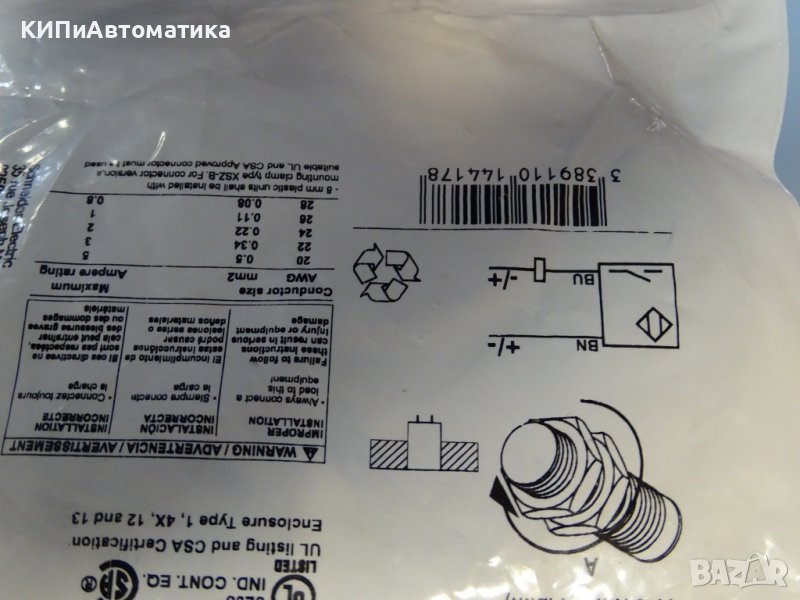 КИПиАвтоматика
LISTED
IND. CONT. EQ.
UL listing and CSA Certification
Enclosure Type 1, 4X, 12 and 13
A
WARNING / ADVERTENCIA / AVERTISSEMENT
IMPROPER
INSTALLATION
• Always connect a
load to this
equipment
Failure to follow
these instructions
can result in serious
injury or equipment
damage
INSTALACIÓN
INCORRECTA
• Siempre conecte
la carga
El incumplimiento de
estas instrucciones
podrá causar
lesiones serias o
daños materiales
INSTALLATION
INCORRECTE
• Connectez toujours
la charge
Si ces directives ne
sont pas respectées,
cela peut entraîner
des blessures graves
ou des dommages
matériels
Conductor size Maximum
AWG mm2 Ampere rating
20 0.5 5
22 0.34 3
24 0.22 2
26 0.11 1
28 0.08 0.8
- 8 mm plastic units shall be installed with
mounting clamp type XSZ-B. For connector version,a
suitable UL and CSA Approved connector must be used
Schneider Electric
BN
+/-
BU
-/+
3 389110 144178
BAZAR